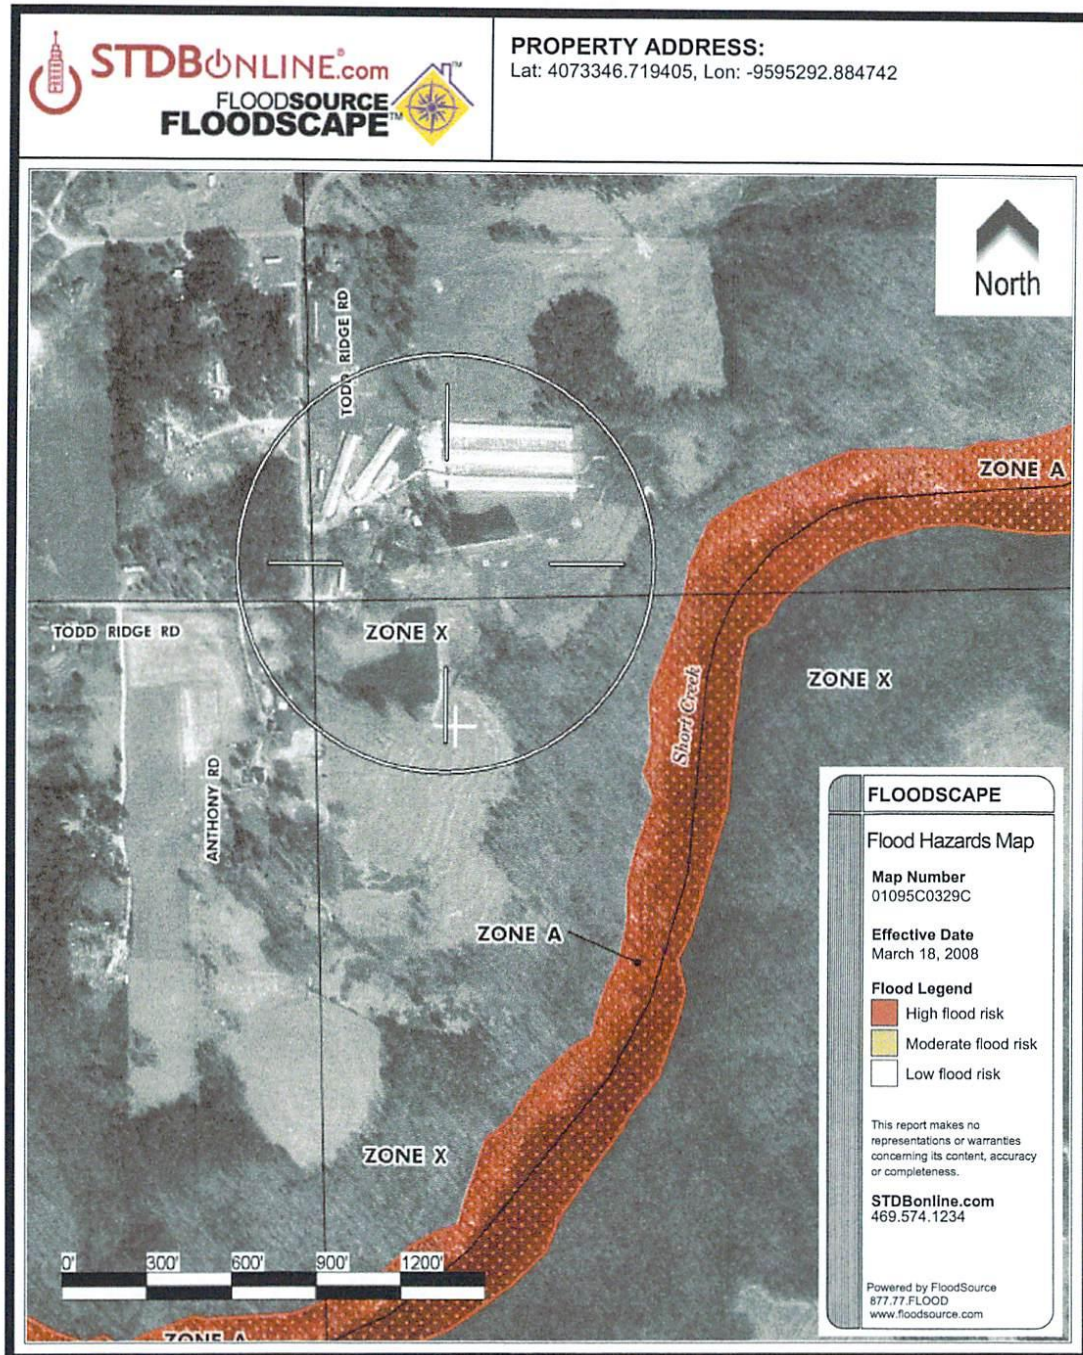 STDBONLINE®.com
FLOODSOURCE
FLOODSCAPE™
TM
PROPERTY ADDRESS:
Lat: 4073346.719405, Lon: -9595292.884742
North
TODD RIDGE RD
ZONE A
TODD RIDGE RD
ZONE X
ZONE X
Short Creek
ANTHONY RD
ZONE A
ZONE X
0' 300' 600' 900' 1200'
ZONE A
FLOODSCAPE
Flood Hazards Map
Map Number
01095C0329C
Effective Date
March 18, 2008
Flood Legend
High flood risk
Moderate flood risk
Low flood risk
This report makes no
representations or warranties
concerning its content, accuracy
or completeness.
STDBonline.com
469.574.1234
Powered by FloodSource
877.77.FLOOD
www.floodsource.com